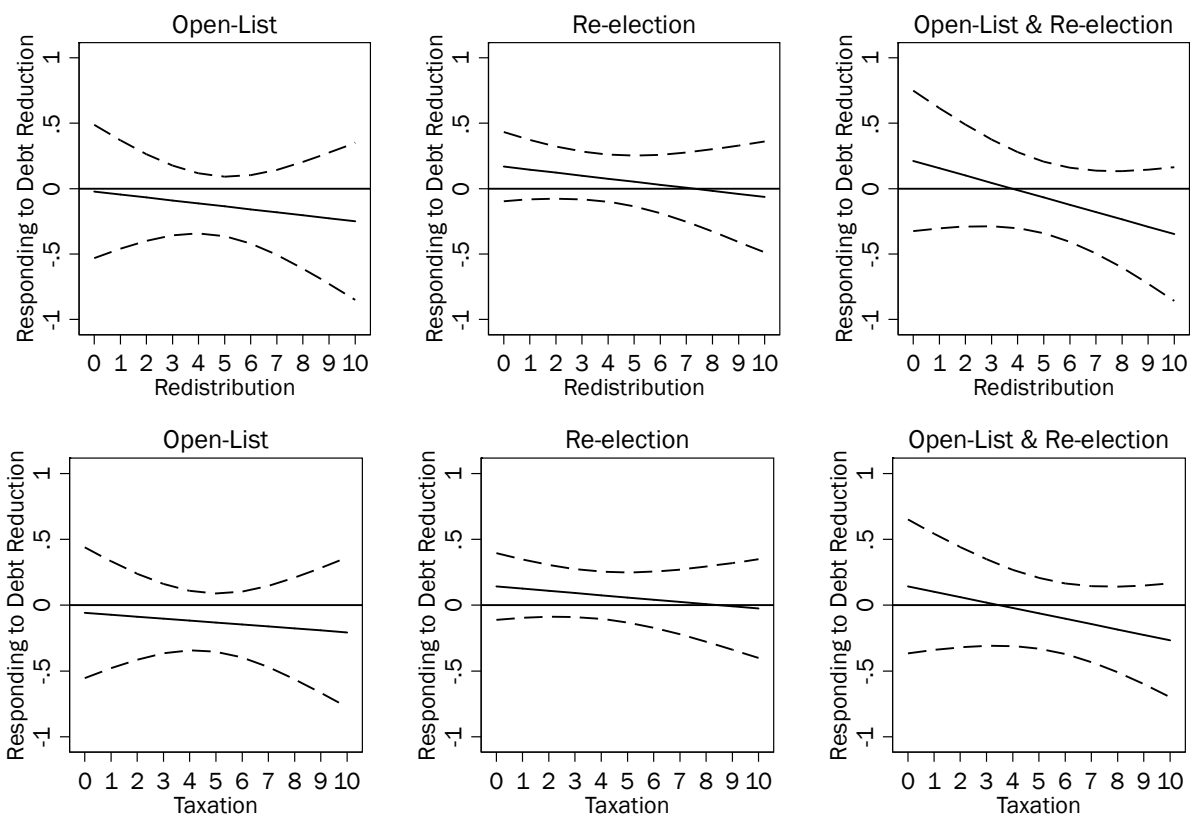 Open-List
Re-election
Open-List & Re-election
Responding to Debt Reduction
1
.5
0
-.5
-1
0 1 2 3 4 5 6 7 8 9 10
Redistribution
Responding to Debt Reduction
1
.5
0
-.5
-1
0 1 2 3 4 5 6 7 8 9 10
Redistribution
Responding to Debt Reduction
1
.5
0
-.5
-1
0 1 2 3 4 5 6 7 8 9 10
Redistribution
Open-List
Re-election
Open-List & Re-election
Responding to Debt Reduction
1
.5
0
-.5
-1
0 1 2 3 4 5 6 7 8 9 10
Taxation
Responding to Debt Reduction
1
.5
0
-.5
-1
0 1 2 3 4 5 6 7 8 9 10
Taxation
Responding to Debt Reduction
1
.5
0
-.5
-1
0 1 2 3 4 5 6 7 8 9 10
Taxation